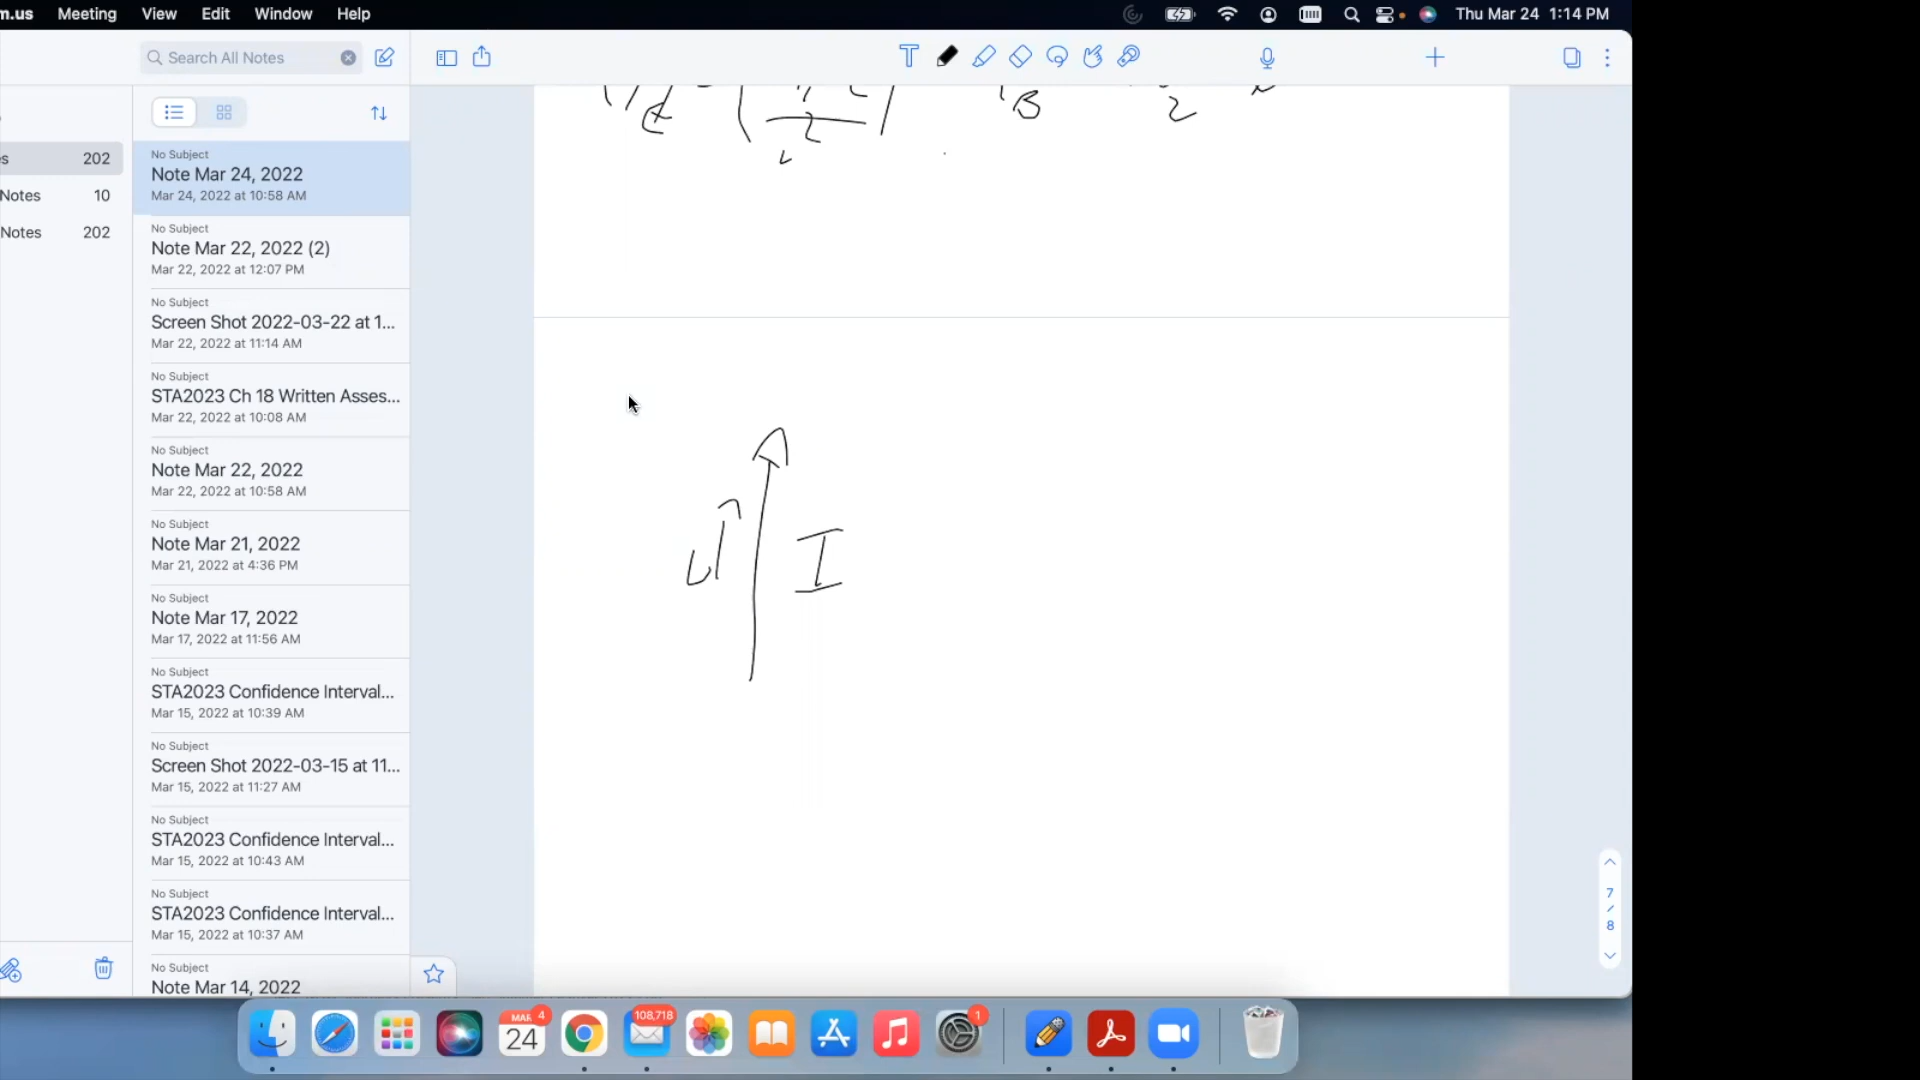 m.us Meeting View Edit Window Help Thu Mar 24 1:14 PM
Search All Notes
T
s 202
Notes 10
Notes 202
No Subject
Note Mar 24, 2022
Mar 24, 2022 at 10:58 AM
No Subject
Note Mar 22, 2022 (2)
Mar 22, 2022 at 12:07 PM
No Subject
Screen Shot 2022-03-22 at 1...
Mar 22, 2022 at 11:14 AM
No Subject
STA2023 Ch 18 Written Asses...
Mar 22, 2022 at 10:08 AM
No Subject
Note Mar 22, 2022
Mar 22, 2022 at 10:58 AM
No Subject
Note Mar 21, 2022
Mar 21, 2022 at 4:36 PM
No Subject
Note Mar 17, 2022
Mar 17, 2022 at 11:56 AM
No Subject
STA2023 Confidence Interval...
Mar 15, 2022 at 10:39 AM
No Subject
Screen Shot 2022-03-15 at 11...
Mar 15, 2022 at 11:27 AM
No Subject
STA2023 Confidence Interval...
Mar 15, 2022 at 10:43 AM
No Subject
STA2023 Confidence Interval...
Mar 15, 2022 at 10:37 AM
No Subject
Note Mar 14, 2022
B
2
2
I
7
/
8
MAR 4
24
108,718
1